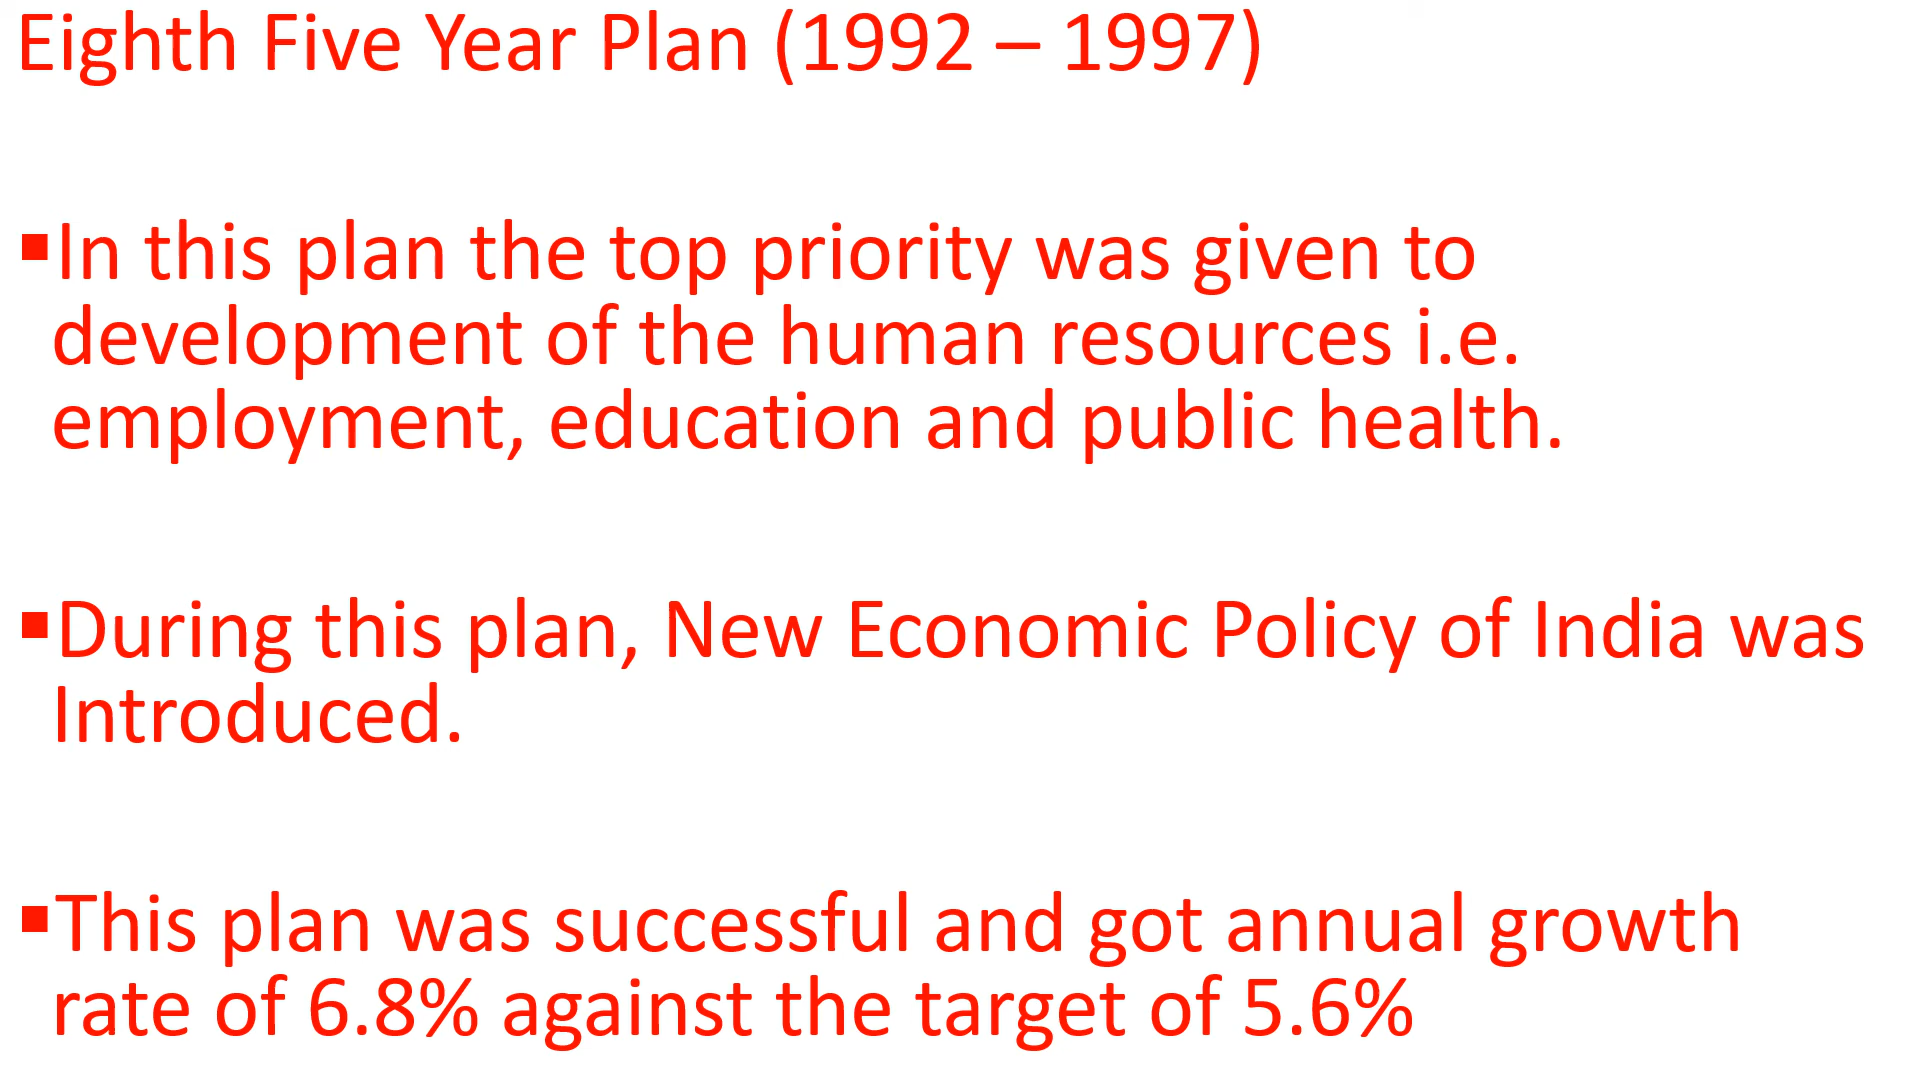 Eighth Five Year Plan (1992 – 1997)
▪In this plan the top priority was given to
development of the human resources i.e.
employment, education and public health.
▪During this plan, New Economic Policy of India was
Introduced.
▪This plan was successful and got annual growth
rate of 6.8% against the target of 5.6%